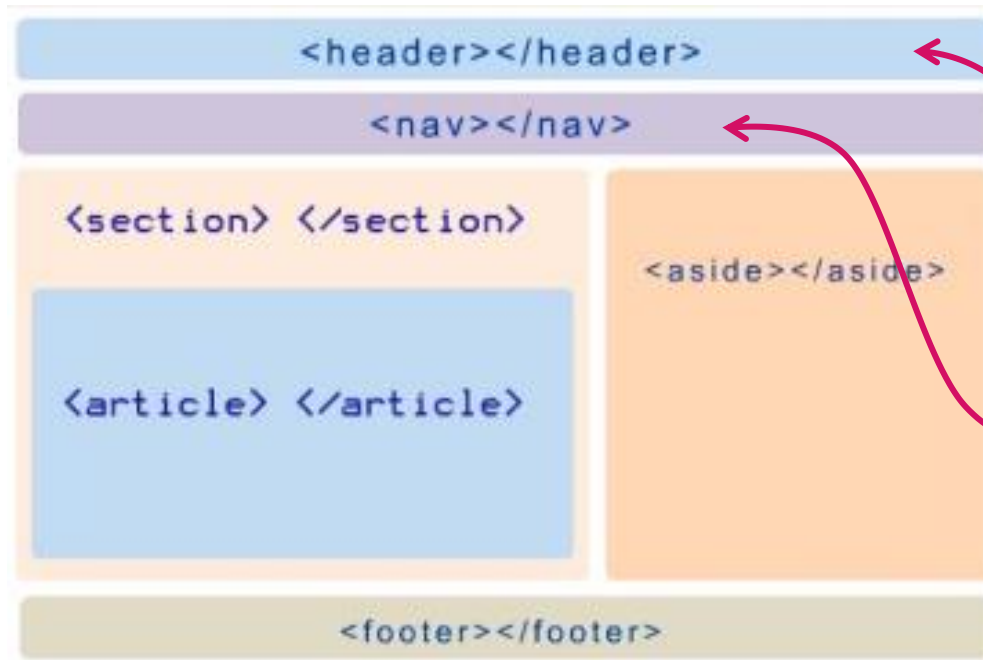 <header></header>
<nav></nav>
<section> </section>
<aside></aside>
<article> </article>
<footer></footer>